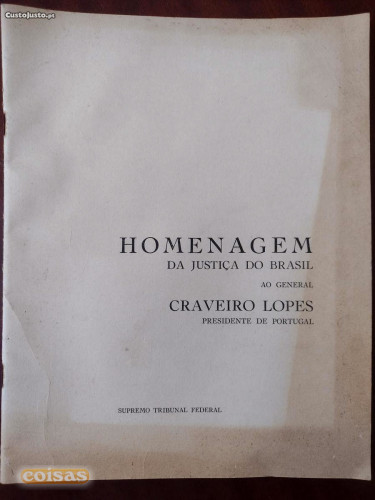 CustoJusto.pt
HOMENAGEM
DA JUSTIÇA DO BRASIL
AO GENERAL
CRAVEIRO LOPES
PRESIDENTE DE PORTUGAL
SUPREMO TRIBUNAL FEDERAL
coisas